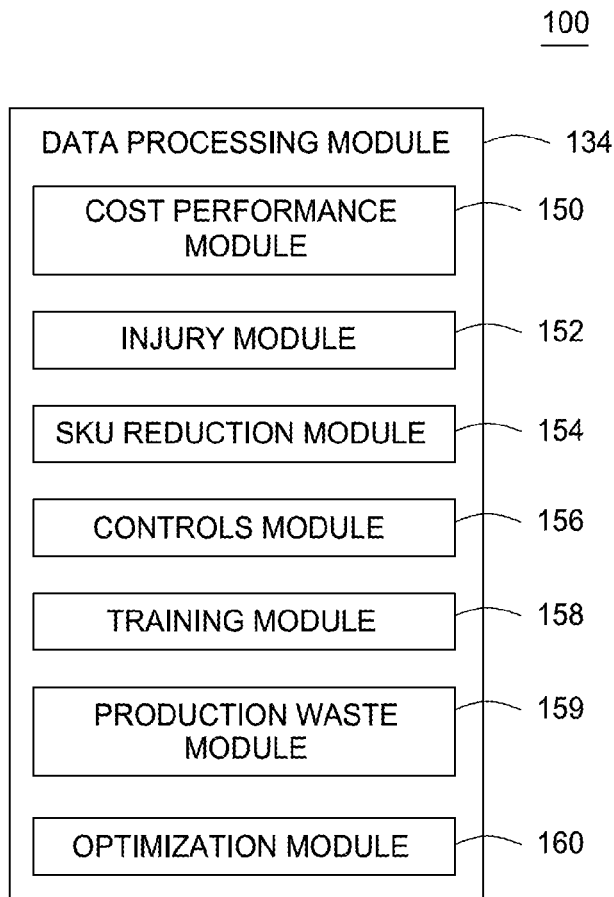 100
DATA PROCESSING MODULE 134
COST PERFORMANCE
MODULE
150
INJURY MODULE 152
SKU REDUCTION MODULE 154
CONTROLS MODULE 156
TRAINING MODULE 158
PRODUCTION WASTE
MODULE
159
OPTIMIZATION MODULE 160